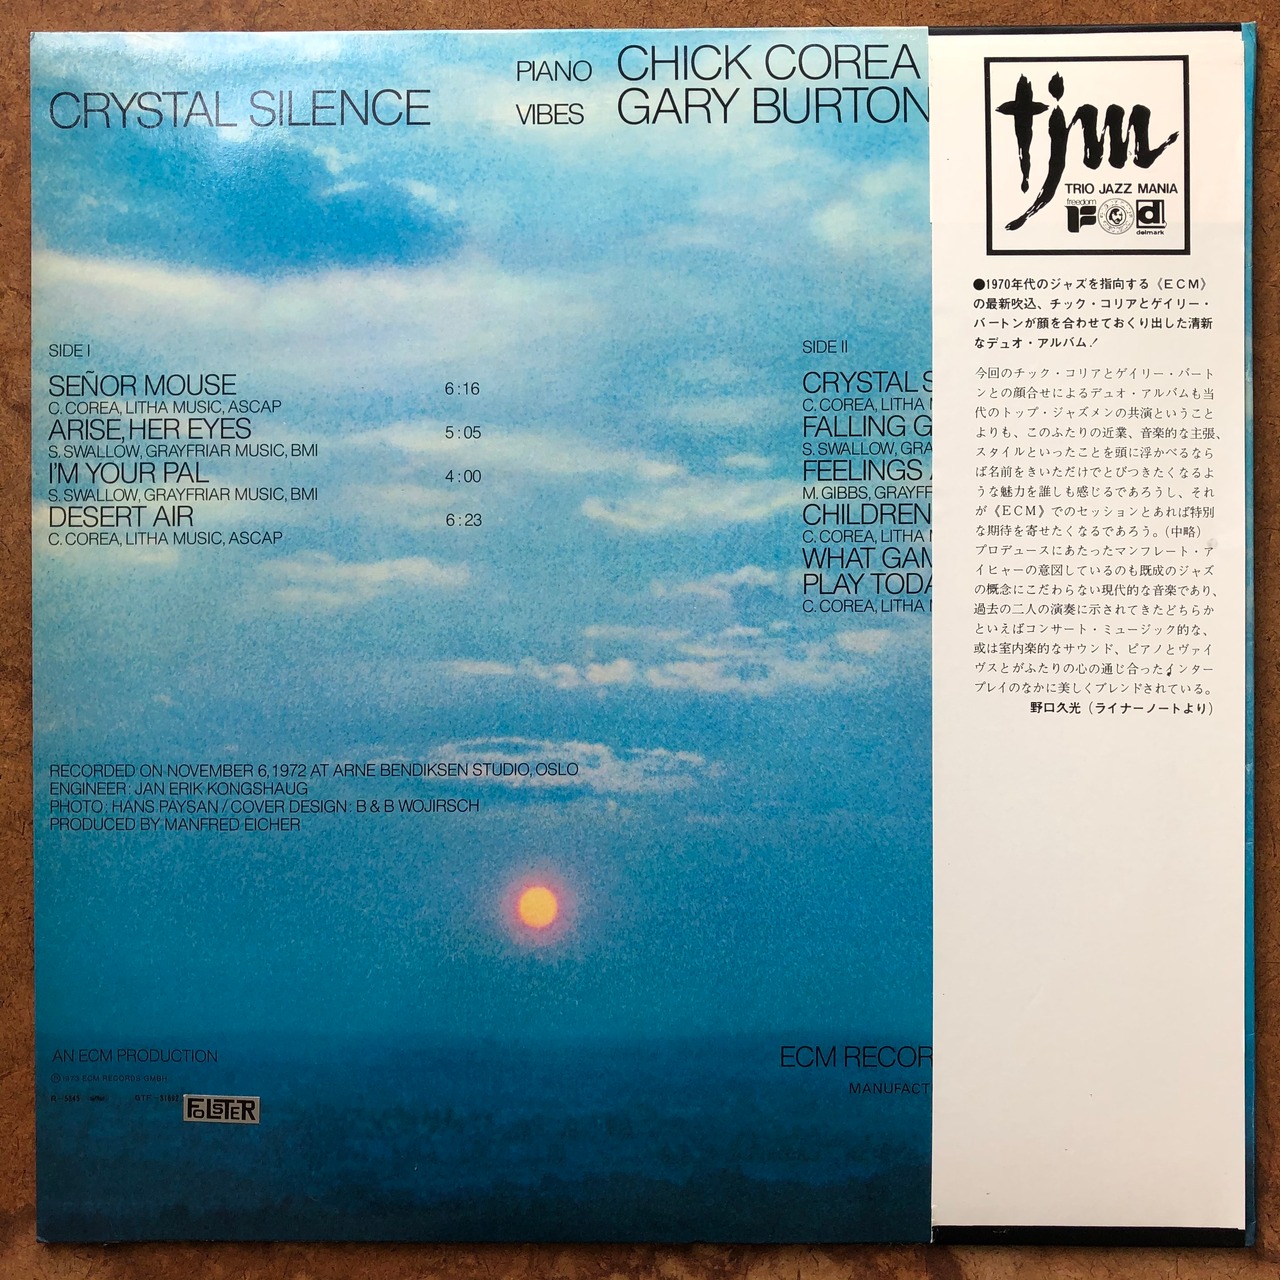 CRYSTAL SILENCE
PIANO CHICK COREA
VIBES GARY BURTON
SIDE I
SEÑOR MOUSE 6:16
C. COREA, LITHA MUSIC, ASCAP
ARISE, HER EYES 5:05
S. SWALLOW, GRAYFRIAR MUSIC, BMI
I'M YOUR PAL 4:00
S. SWALLOW, GRAYFRIAR MUSIC, BMI
DESERT AIR 6:23
C. COREA, LITHA MUSIC, ASCAP
SIDE II
CRYSTAL S
C. COREA, LITHA
FALLING G
S. SWALLOW, GRA
FEELINGS
M. GIBBS, GRAYFF
CHILDREN
C. COREA, LITHA
WHAT GAM
PLAY TODA
C. COREA, LITHA
RECORDED ON NOVEMBER 6, 1972 AT ARNE BENDIKSEN STUDIO, OSLO
ENGINEER: JAN ERIK KONGSHAUG
PHOTO: HANS PAYSAN / COVER DESIGN: B & B WOJIRSCH
PRODUCED BY MANFRED EICHER
AN ECM PRODUCTION
Ⓟ 1973 ECM RECORDS GMBH
FOLSTER
ECM RECOR
MANUFACT
tjm
TRIO JAZZ MANIA
freedom
d
delmark
●1970年代のジャズを指向する《ECM》
の最新吹込、チック・コリアとゲイリー・
バートンが顔を合わせておくり出した清新
なデュオ・アルバム!
今回のチック・コリアとゲイリー・バート
ンとの顔合せによるデュオ・アルバムも当
代のトップ・ジャズメンの共演ということ
よりも、このふたりの近業、音楽的な主張、
スタイルといったことを頭に浮かべるなら
ば名前をきいただけでとびつきたくなるよ
うな魅力を誰しも感じるであろうし、それ
が《ECM》でのセッションとあれば特別
な期待を寄せたくなるであろう。(中略)
プロデュースにあたったマンフレート・ア
イヒャーの意図しているのも既成のジャズ
の概念にこだわらない現代的な音楽であり、
過去の二人の演奏に示されてきたどちらか
といえばコンサート・ミュージック的な、
或は室内楽的なサウンド、ピアノとヴァイ
ヴスとがふたりの心の通じ合ったインター
プレイのなかに美しくブレンドされている。
野口久光(ライナーノートより)